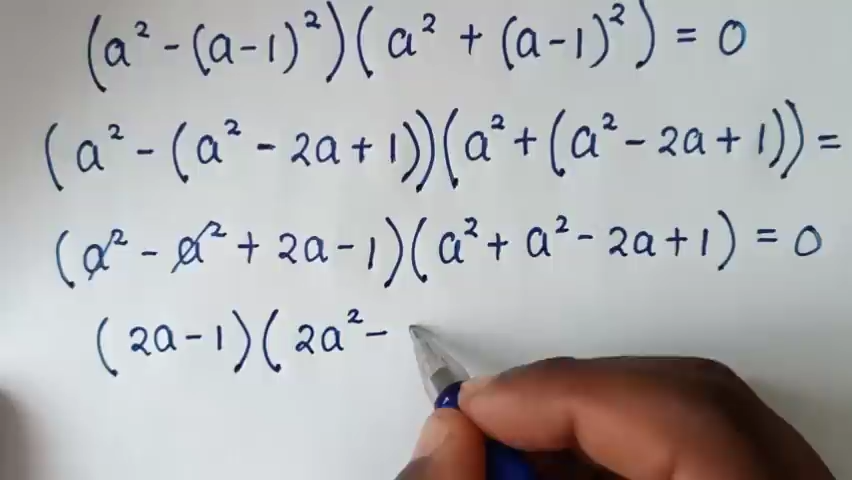 (a² - (a-1)²)(a² + (a-1)²) = 0
(a² - (a² - 2a + 1))(a² + (a² - 2a + 1)) =
(a² - a² + 2a - 1)(a² + a² - 2a + 1) = 0
(2a - 1)(2a² -